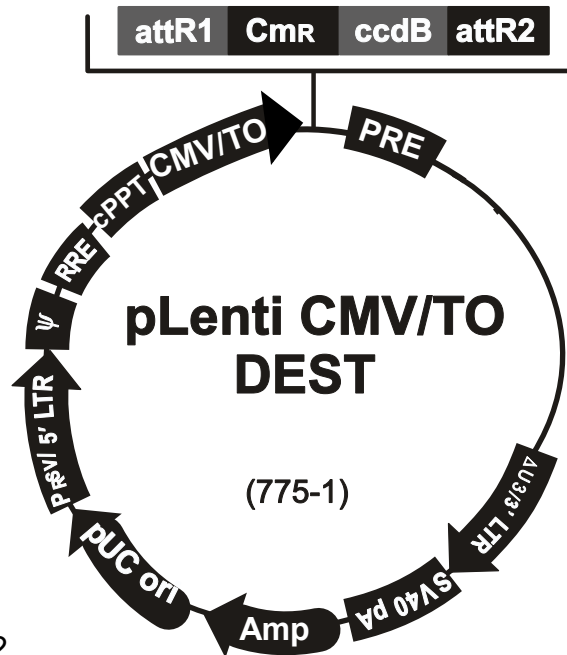 attR1 CmR ccdB attR2
CMV/TO
PRE
cPPT
RRE
ψ
pLenti CMV/TO
DEST
(775-1)
PRSV/ 5' LTR
ΔU3/3' LTR
pUC ori
SV40 pA
Amp